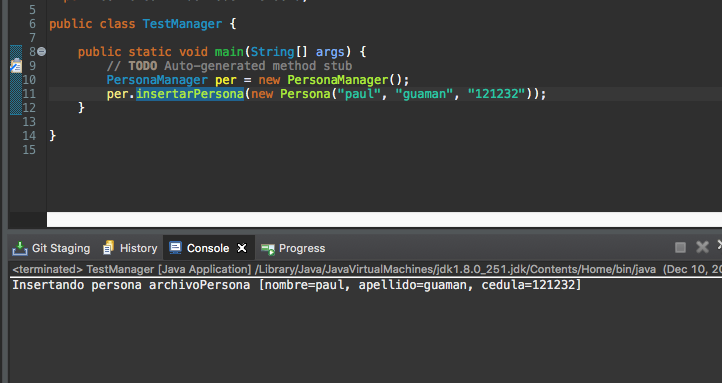 5
6 public class TestManager {
7
8 public static void main(String[] args) {
9 // TODO Auto-generated method stub
10 PersonaManager per = new PersonaManager();
11 per.insertarPersona(new Persona("paul", "guaman", "121232"));
12 }
13
14 }
15
Git Staging History Console Progress
<terminated> TestManager [Java Application] /Library/Java/JavaVirtualMachines/jdk1.8.0_251.jdk/Contents/Home/bin/java (Dec 10, 20
Insertando persona archivoPersona [nombre=paul, apellido=guaman, cedula=121232]